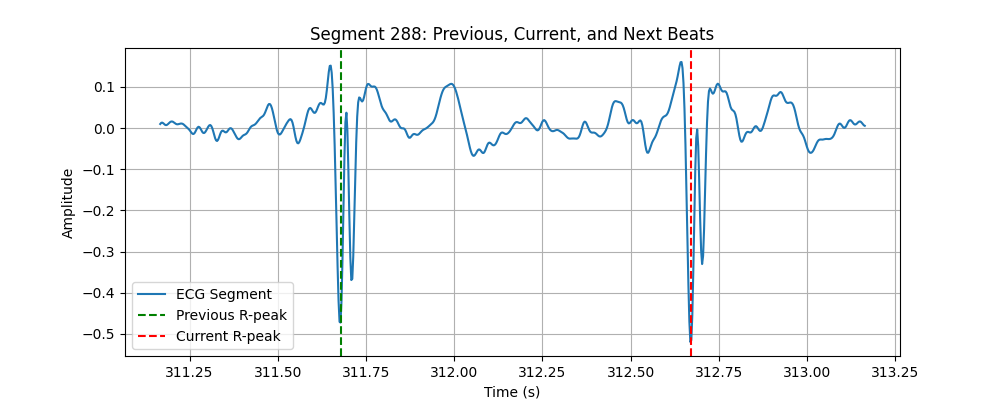 Segment 288: Previous, Current, and Next Beats
Amplitude
0.1
0.0
−0.1
−0.2
−0.3
−0.4
−0.5
ECG Segment
Previous R-peak
Current R-peak
311.25 311.50 311.75 312.00 312.25 312.50 312.75 313.00 313.25
Time (s)